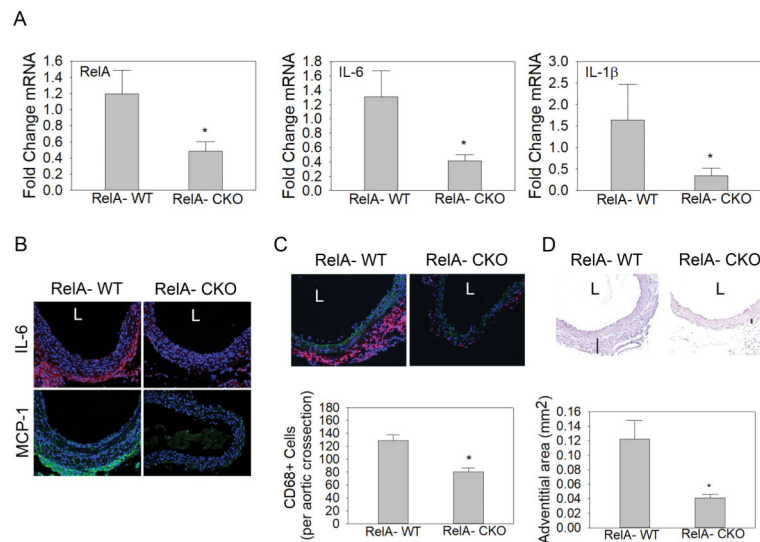 A
Fold Change mRNA
RelA
1.6
1.4
1.2
1.0
0.8
0.6
0.4
0.2
0.0
*
RelA- WT RelA- CKO
Fold Change mRNA
IL-6
1.8
1.6
1.4
1.2
1.0
0.8
0.6
0.4
0.2
0.0
*
RelA- WT RelA- CKO
Fold Change mRNA
IL-1β
3.0
2.5
2.0
1.5
1.0
0.5
0.0
*
RelA- WT RelA- CKO
B
RelA- WT RelA- CKO
IL-6
L
L
MCP-1
C
RelA- WT RelA- CKO
L
L
CD68+ Cells
(per aortic crossection)
180
160
140
120
100
80
60
40
20
0
*
RelA- WT RelA- CKO
D
RelA- WT RelA- CKO
L
L
Adventitial area (mm2)
0.16
0.14
0.12
0.10
0.08
0.06
0.04
0.02
0.00
*
RelA- WT RelA- CKO